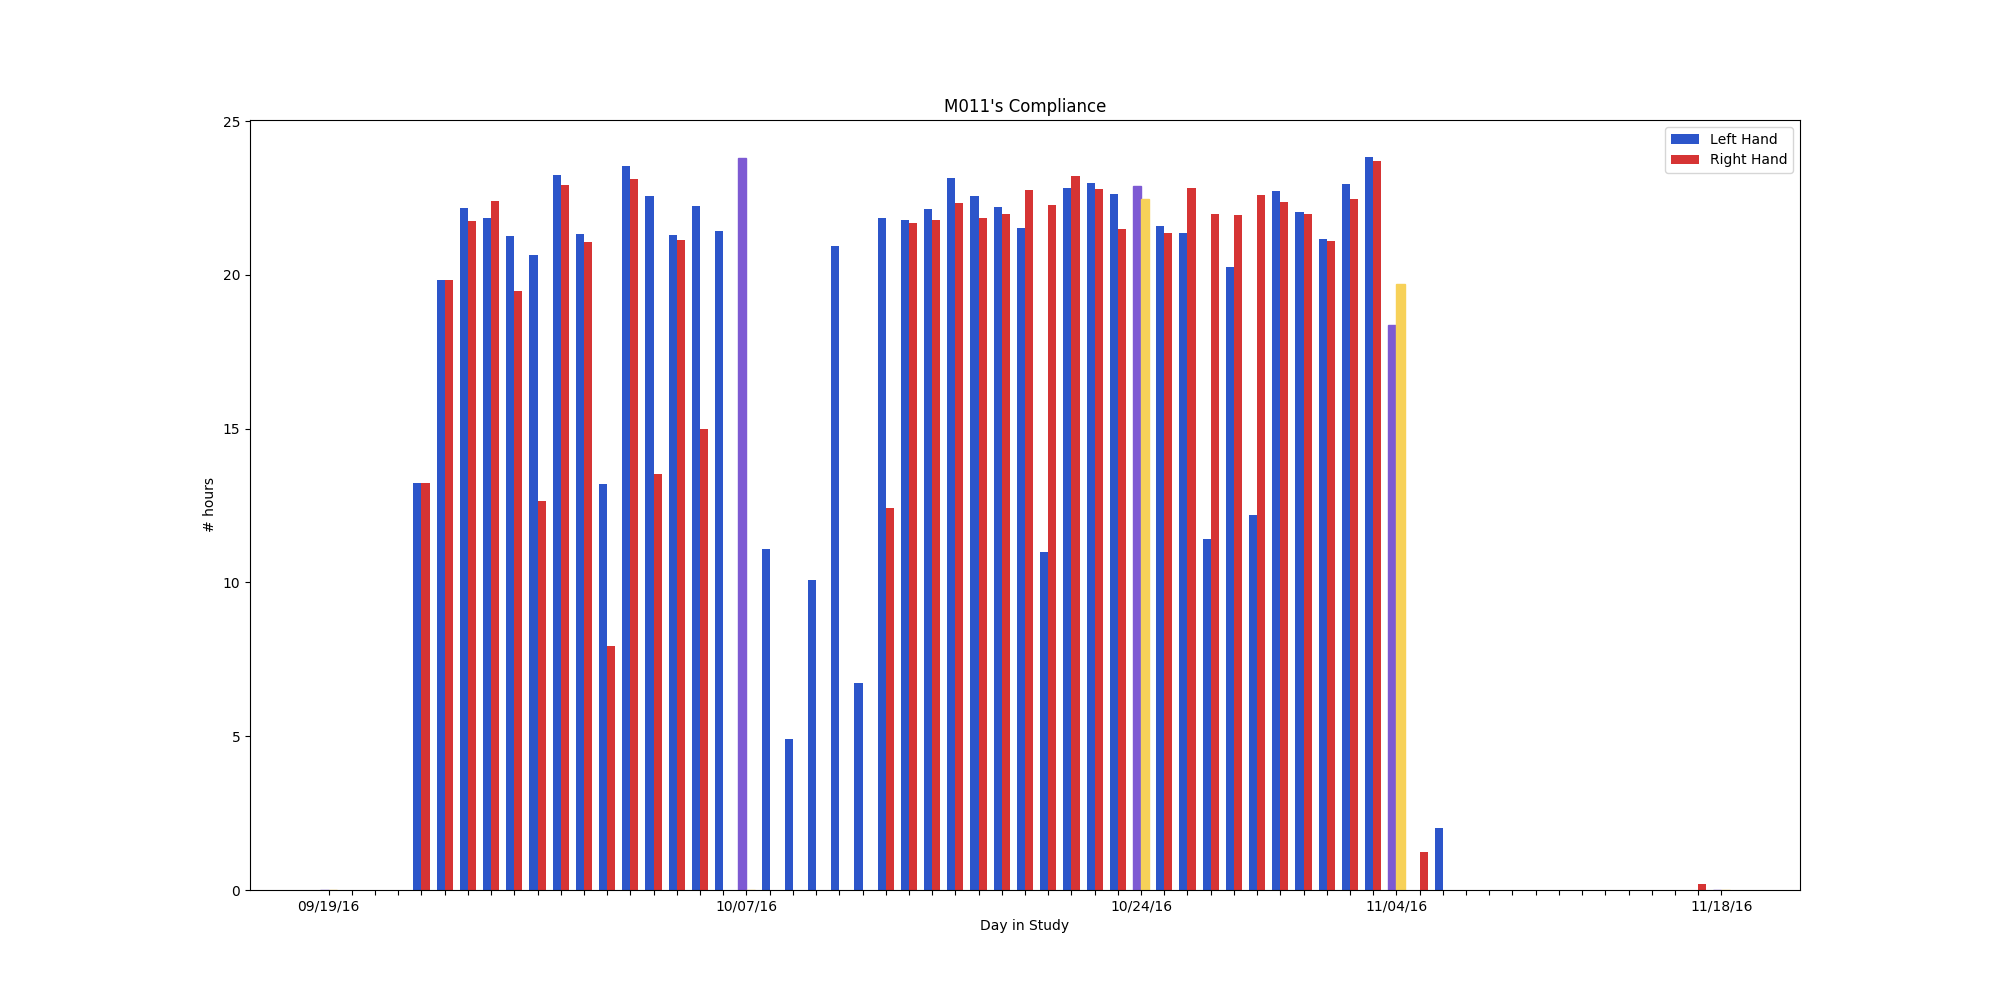 M011's Compliance
25
20
15
10
5
0
# hours
Left Hand
Right Hand
09/19/16
10/07/16
10/24/16
11/04/16
11/18/16
Day in Study